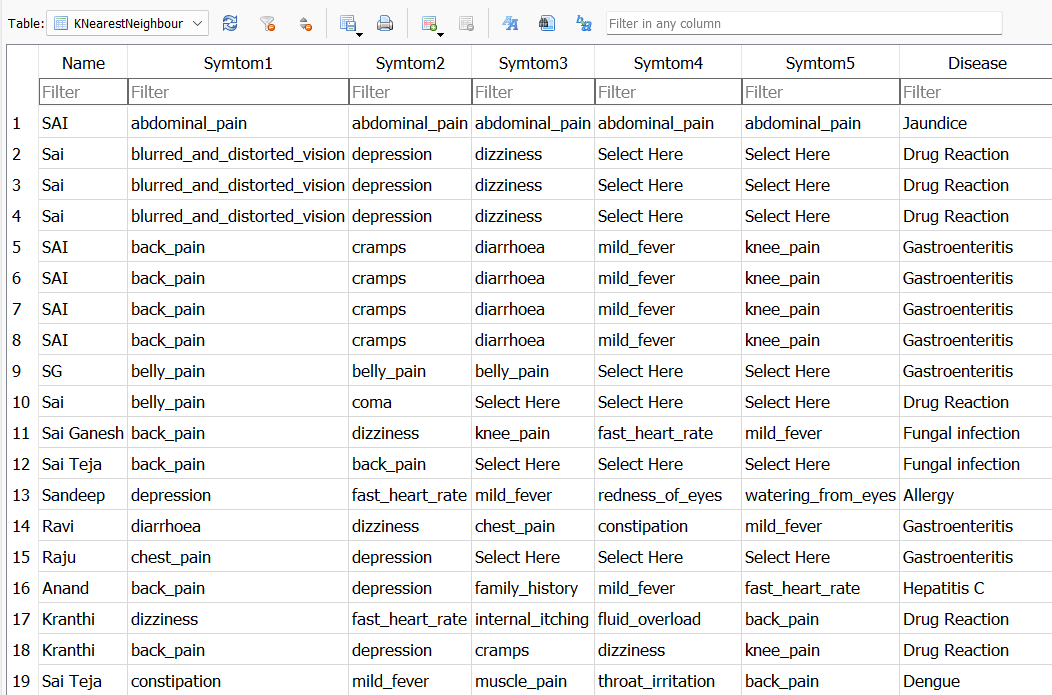 Table: KNearestNeighbour Filter in any column
Name Symtom1 Symtom2 Symtom3 Symtom4 Symtom5 Disease
Filter Filter Filter Filter Filter Filter Filter
1 SAI abdominal_pain abdominal_pain abdominal_pain abdominal_pain abdominal_pain Jaundice
2 Sai blurred_and_distorted_vision depression dizziness Select Here Select Here Drug Reaction
3 Sai blurred_and_distorted_vision depression dizziness Select Here Select Here Drug Reaction
4 Sai blurred_and_distorted_vision depression dizziness Select Here Select Here Drug Reaction
5 SAI back_pain cramps diarrhoea mild_fever knee_pain Gastroenteritis
6 SAI back_pain cramps diarrhoea mild_fever knee_pain Gastroenteritis
7 SAI back_pain cramps diarrhoea mild_fever knee_pain Gastroenteritis
8 SAI back_pain cramps diarrhoea mild_fever knee_pain Gastroenteritis
9 SG belly_pain belly_pain belly_pain Select Here Select Here Gastroenteritis
10 Sai belly_pain coma Select Here Select Here Select Here Drug Reaction
11 Sai Ganesh back_pain dizziness knee_pain fast_heart_rate mild_fever Fungal infection
12 Sai Teja back_pain back_pain Select Here Select Here Select Here Fungal infection
13 Sandeep depression fast_heart_rate mild_fever redness_of_eyes watering_from_eyes Allergy
14 Ravi diarrhoea dizziness chest_pain constipation mild_fever Gastroenteritis
15 Raju chest_pain depression Select Here Select Here Select Here Gastroenteritis
16 Anand back_pain depression family_history mild_fever fast_heart_rate Hepatitis C
17 Kranthi dizziness fast_heart_rate internal_itching fluid_overload back_pain Drug Reaction
18 Kranthi back_pain depression cramps dizziness knee_pain Drug Reaction
19 Sai Teja constipation mild_fever muscle_pain throat_irritation back_pain Dengue